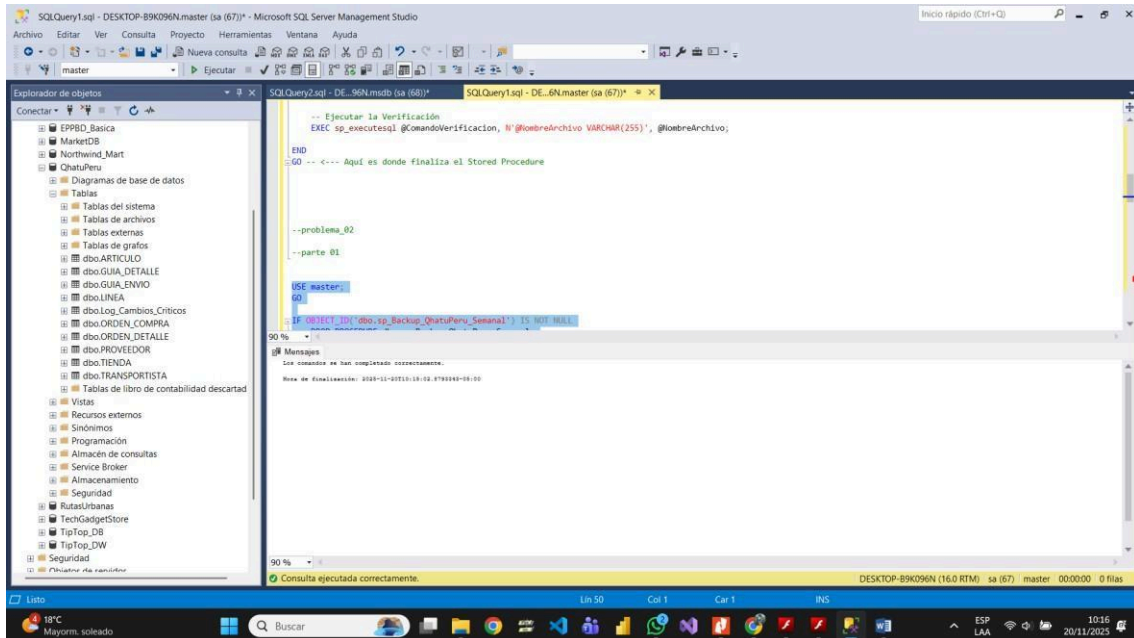 SQLQuery1.sql - DESKTOP-B9K096N.master (sa (67))* - Microsoft SQL Server Management Studio
Inicio rápido (Ctrl+Q)
Archivo Editar Ver Consulta Proyecto Herramientas Ventana Ayuda
Nueva consulta
master Ejecutar
Explorador de objetos
SQLQuery2.sql - DE...96N.msdb (sa (68))* SQLQuery1.sql - DE...6N.master (sa (67))*
Conectar
EPPBD_Basica
MarketDB
Northwind_Mart
QhatuPeru
Diagramas de base de datos
Tablas
Tablas del sistema
Tablas de archivos
Tablas externas
Tablas de grafos
dbo.ARTICULO
dbo.GUIA_DETALLE
dbo.GUIA_ENVIO
dbo.LINEA
dbo.Log_Cambios_Criticos
dbo.ORDEN_COMPRA
dbo.ORDEN_DETALLE
dbo.PROVEEDOR
dbo.TIENDA
dbo.TRANSPORTISTA
Tablas de libro de contabilidad descartad
Vistas
Recursos externos
Sinónimos
Programación
Almacén de consultas
Service Broker
Almacenamiento
Seguridad
RutasUrbanas
TechGadgetStore
TipTop_DB
TipTop_DW
Seguridad
Objetos de servidor
-- Ejecutar la Verificación
EXEC sp_executesql @ComandoVerificacion, N'@NombreArchivo VARCHAR(255)', @NombreArchivo;
END
GO -- <--- Aquí es donde finaliza el Stored Procedure
--problema_02
--parte 01
USE master;
GO
IF OBJECT_ID('dbo.sp_Backup_QhatuPeru_Semanal') IS NOT NULL
90 %
Mensajes
Los comandos se han completado correctamente.
90 %
Consulta ejecutada correctamente.
DESKTOP-B9K096N (16.0 RTM) sa (67) master 00:00:00 0 filas
Listo Lín 50 Col 1 Car 1 INS
18°C
Mayorm. soleado
Buscar
ESP
LAA
10:16
20/11/2025